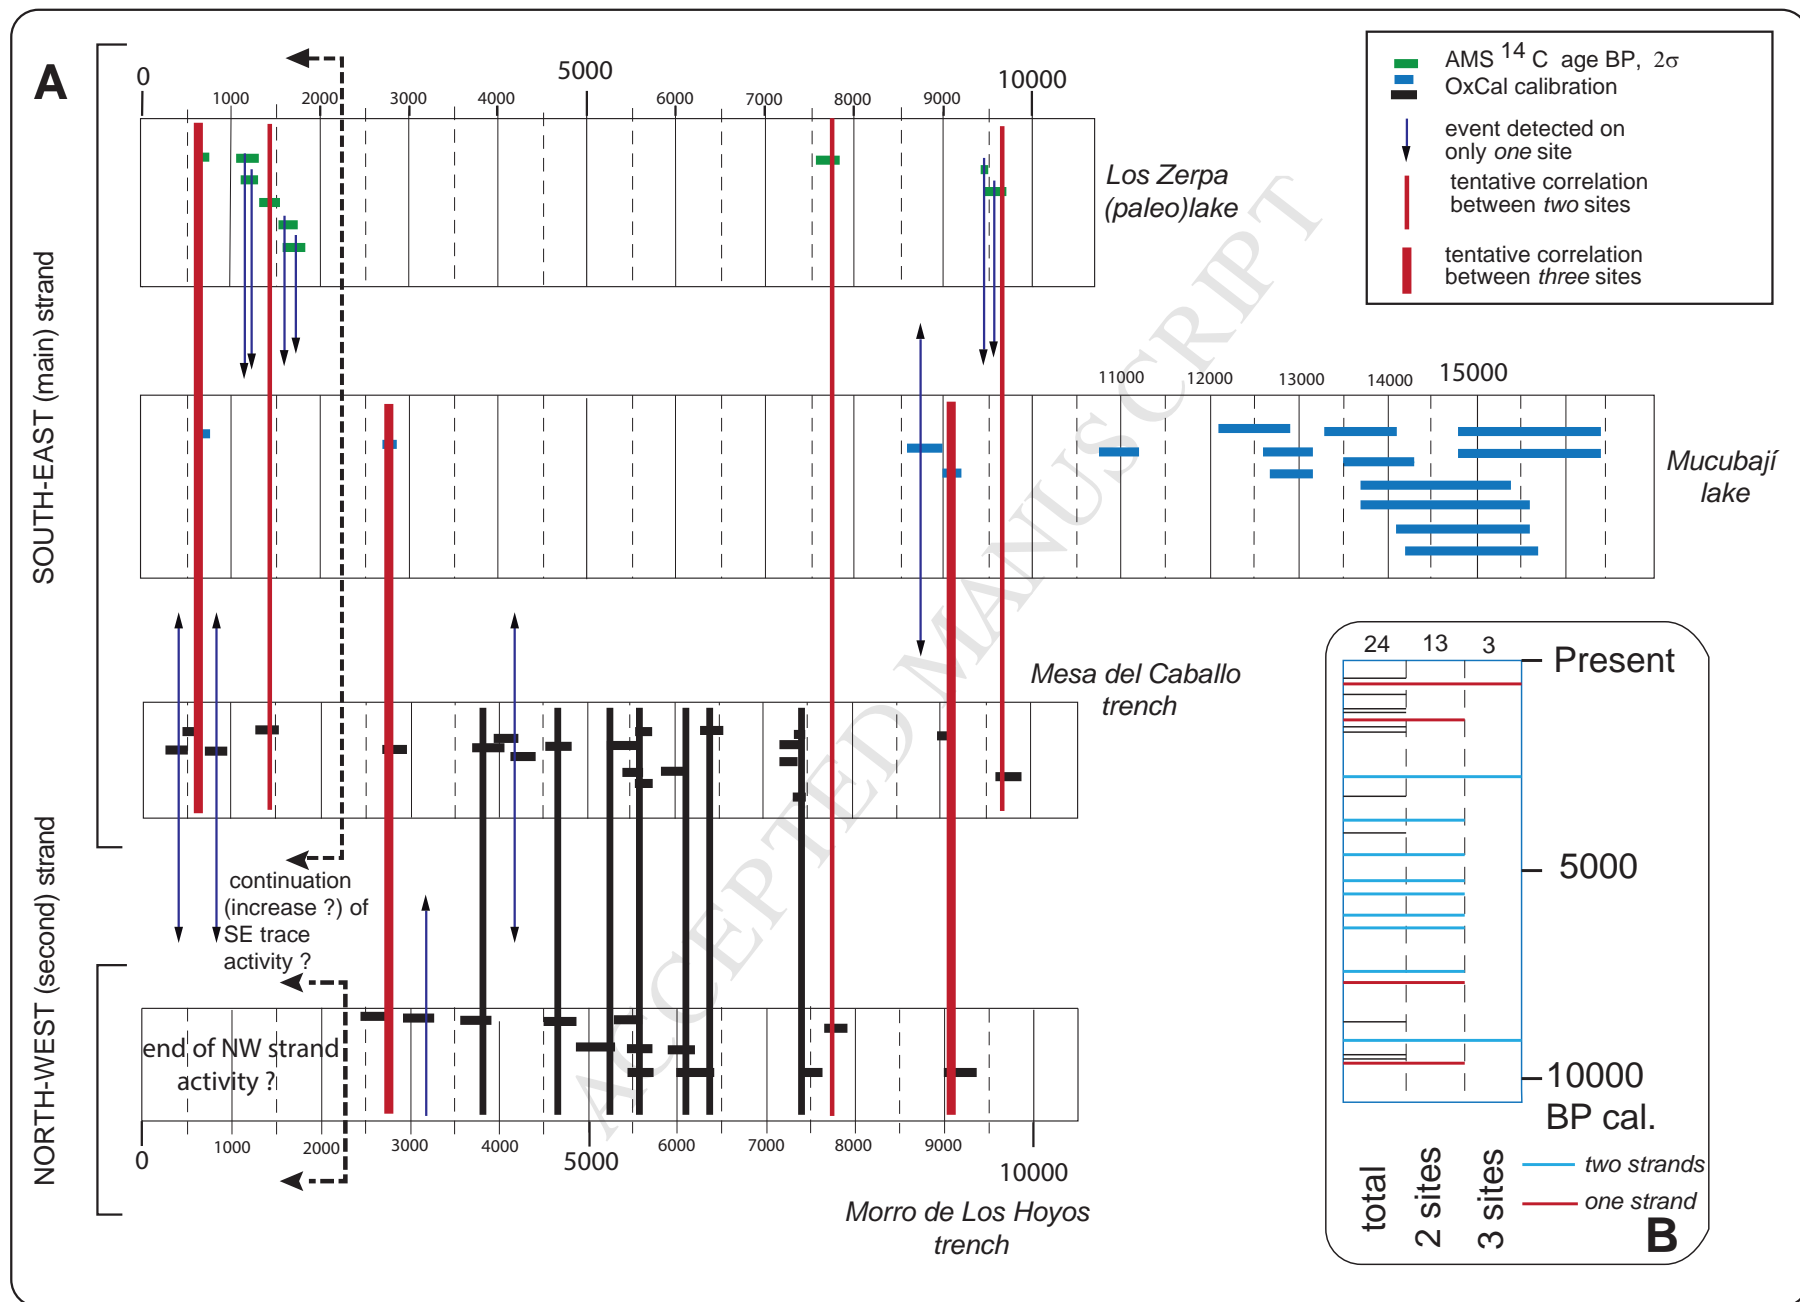 A
0 5000 10000
1000 2000 3000 4000 6000 7000 8000 9000
AMS 14 C age BP, 2σ
OxCal calibration
event detected on
only one site
tentative correlation
between two sites
tentative correlation
between three sites
Los Zerpa
(paleo)lake
SOUTH-EAST (main) strand
11000 12000 13000 14000 15000
Mucubají
lake
Mesa del Caballo
trench
continuation
(increase ?) of
SE trace
activity ?
NORTH-WEST (second) strand
end of NW strand
activity ?
1000 2000 3000 4000 6000 7000 8000 9000
0 5000 10000
Morro de Los Hoyos
trench
ACCEPTED MANUSCRIPT
24 13 3
Present
5000
10000
BP cal.
total
2 sites
3 sites
two strands
one strand
B